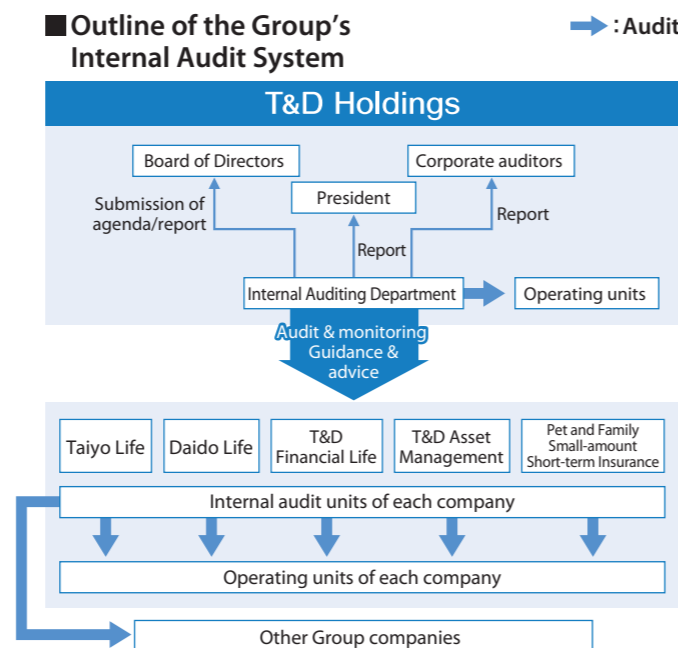 ■ Outline of the Group's
Internal Audit System
: Audit
T&D Holdings
Board of Directors
Corporate auditors
President
Submission of
agenda/report
Report
Report
Internal Auditing Department
Operating units
Audit & monitoring
Guidance &
advice
Taiyo Life
Daido Life
T&D
Financial Life
T&D Asset
Management
Pet and Family
Small-amount
Short-term Insurance
Internal audit units of each company
Operating units of each company
Other Group companies